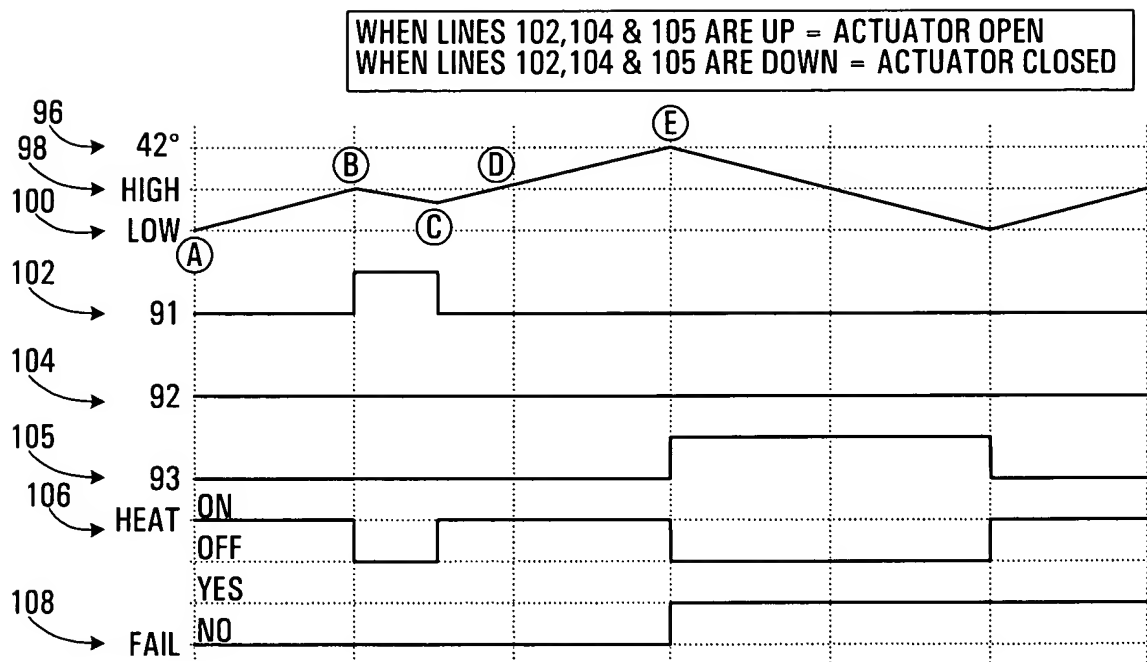 WHEN LINES 102,104 & 105 ARE UP = ACTUATOR OPEN
WHEN LINES 102,104 & 105 ARE DOWN = ACTUATOR CLOSED
96
42°
E
98
HIGH
B
D
100
LOW
A
C
102
91
104
92
105
93
106
HEAT
ON
OFF
YES
108
FAIL
NO